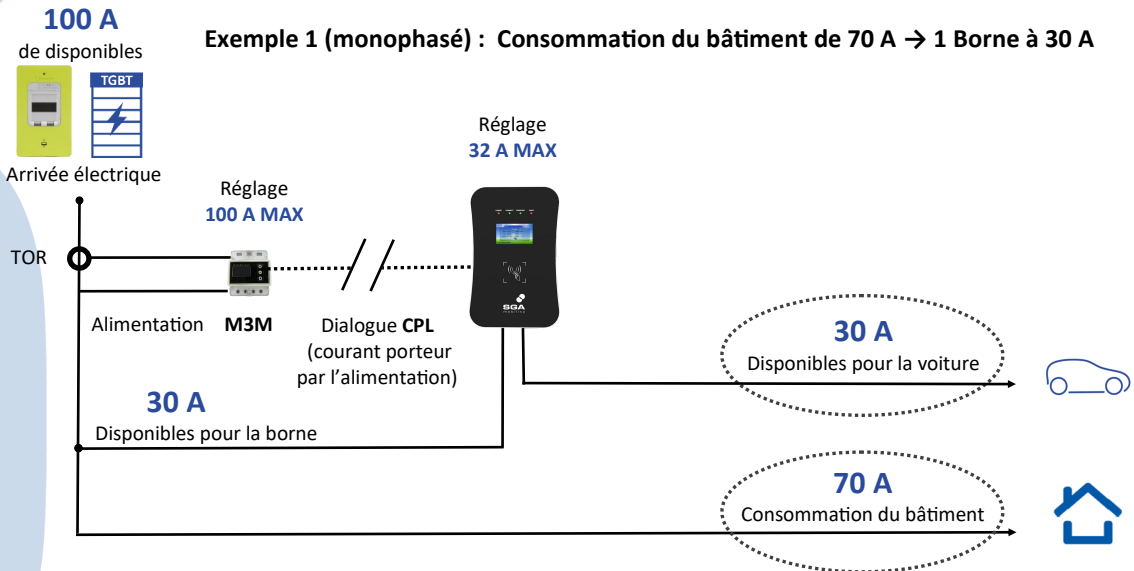 100 A
de disponibles
Exemple 1 (monophasé) : Consommation du bâtiment de 70 A → 1 Borne à 30 A
TGBT
Arrivée électrique
Réglage
32 A MAX
Réglage
100 A MAX
TOR
Alimentation
M3M
Dialogue CPL
(courant porteur
par l'alimentation)
SGA
30 A
Disponibles pour la voiture
30 A
Disponibles pour la borne
70 A
Consommation du bâtiment